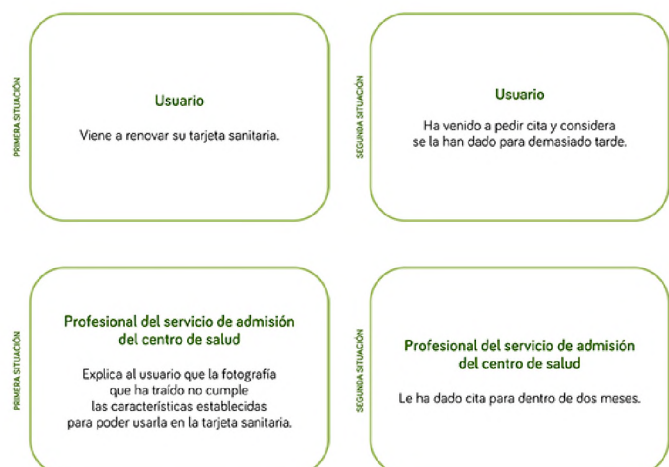 PRIMERA SITUACIÓN
Usuario
Viene a renovar su tarjeta sanitaria.
SEGUNDA SITUACIÓN
Usuario
Ha venido a pedir cita y considera
se la han dado para demasiado tarde.
PRIMERA SITUACIÓN
Profesional del servicio de admisión
del centro de salud
Explica al usuario que la fotografía
que ha traído no cumple
las características establecidas
para poder usarla en la tarjeta sanitaria.
SEGUNDA SITUACIÓN
Profesional del servicio de admisión
del centro de salud
Le ha dado cita para dentro de dos meses.